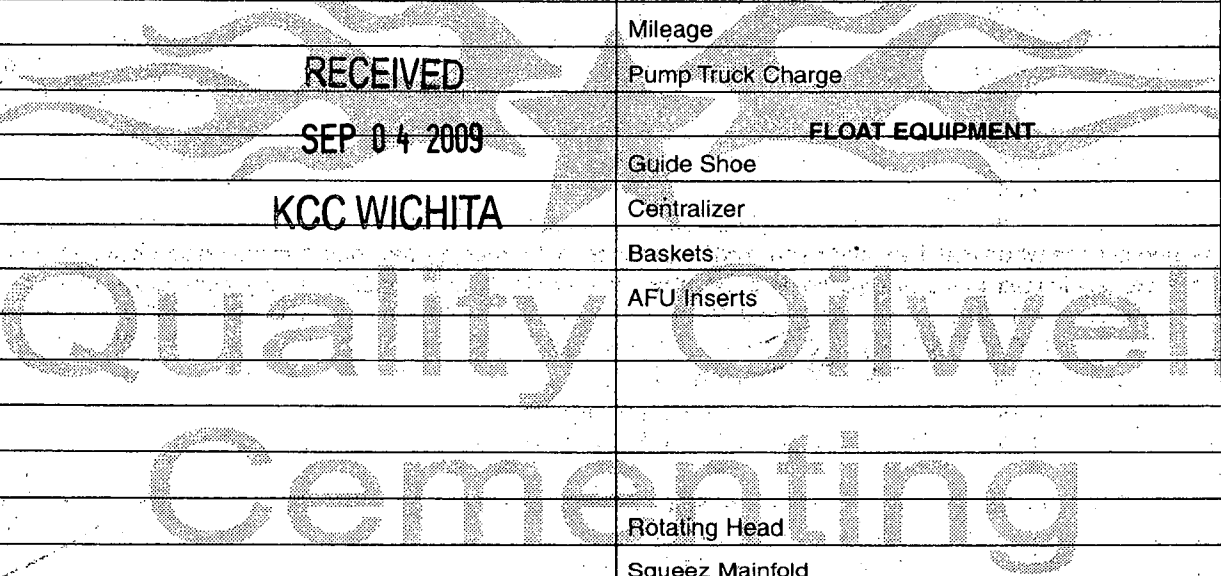 Mileage
RECEIVED
Pump Truck Charge
SEP 04 2009
FLOAT EQUIPMENT
Guide Shoe
KCC WICHITA
Centralizer
Baskets
AFU Inserts
Quality Oilwell
Cementing
Rotating Head
Squeez Mainfold